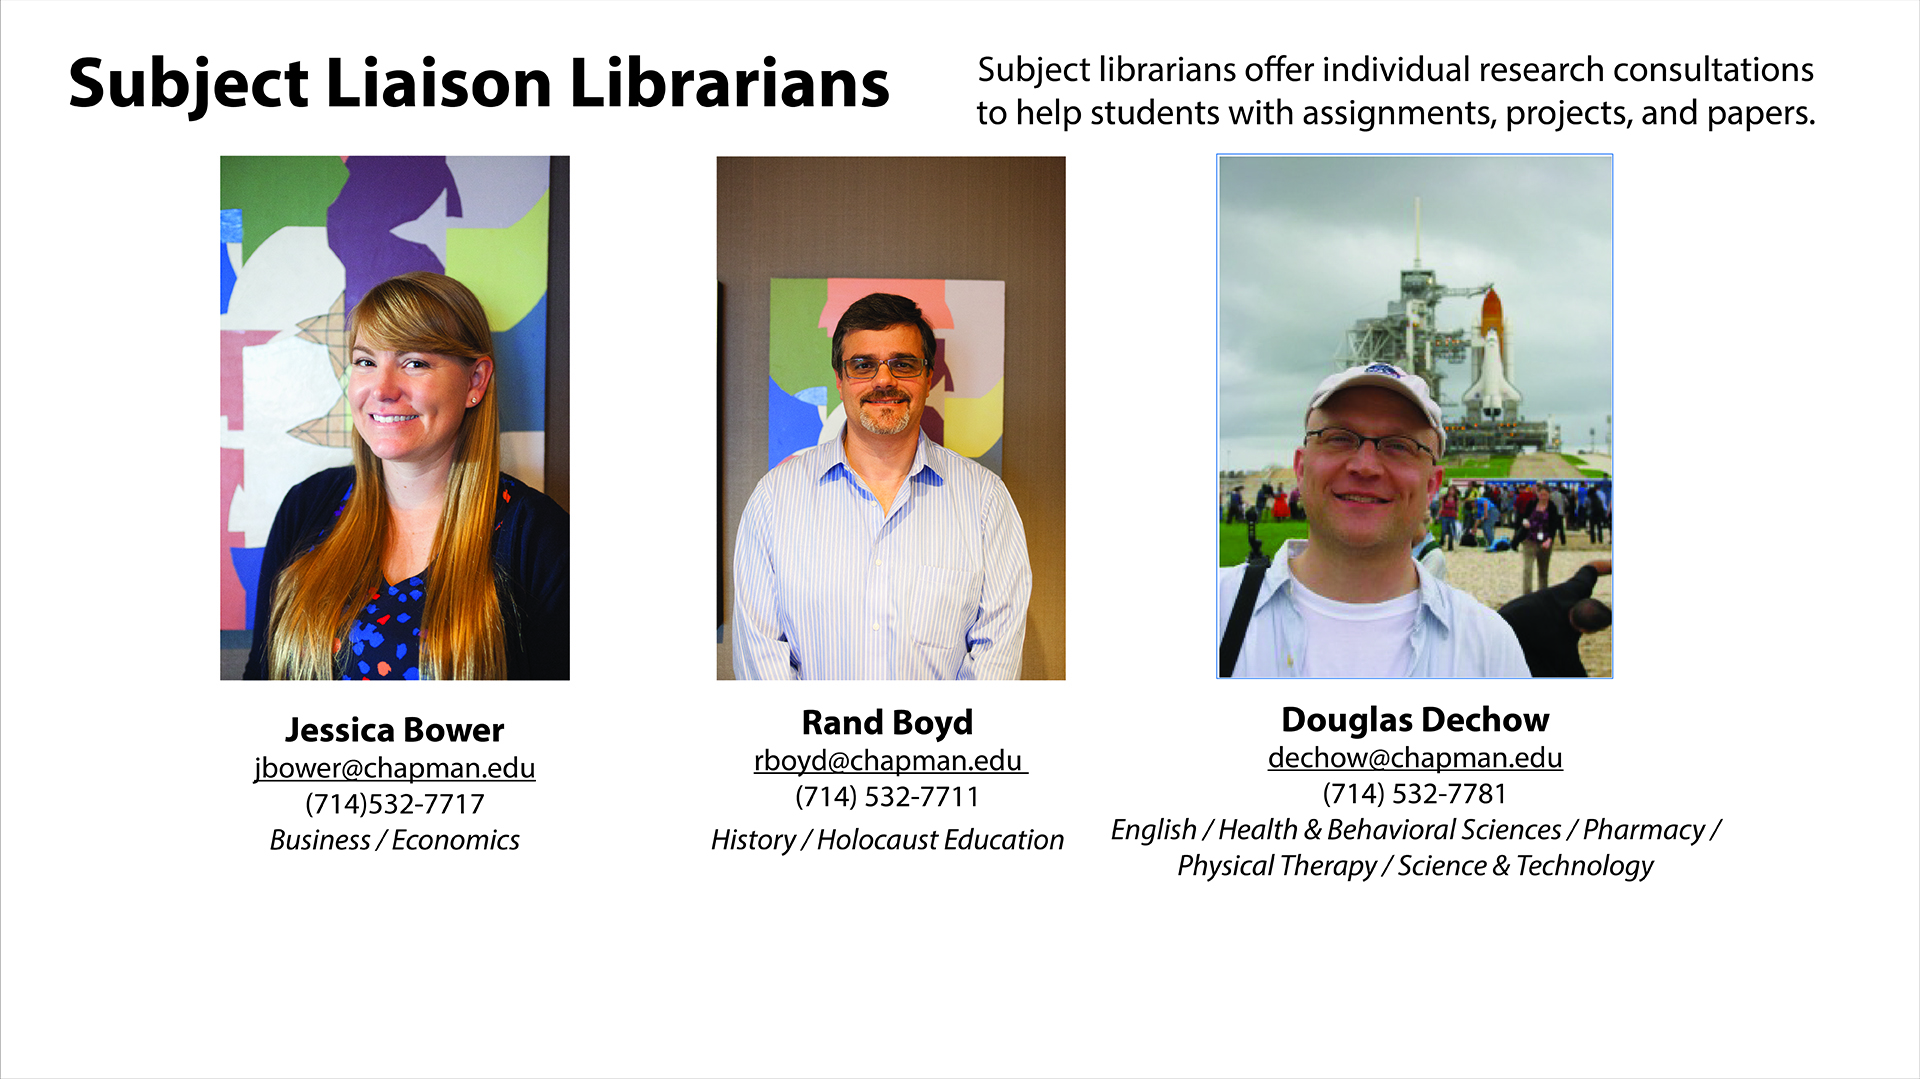 Subject Liaison Librarians
Subject librarians offer individual research consultations
to help students with assignments, projects, and papers.
Jessica Bower
jbower@chapman.edu
(714)532-7717
Business / Economics
Rand Boyd
rboyd@chapman.edu
(714) 532-7711
History / Holocaust Education
Douglas Dechow
dechow@chapman.edu
(714) 532-7781
English / Health & Behavioral Sciences / Pharmacy /
Physical Therapy / Science & Technology